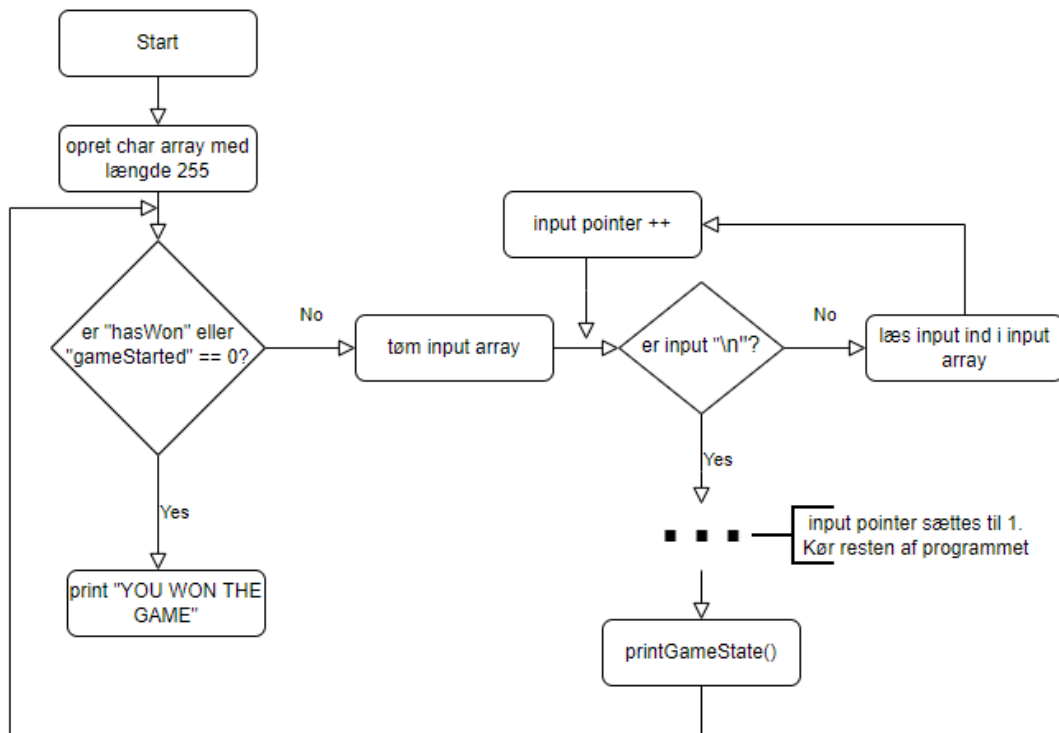 Start
opret char array med
længde 255
er "hasWon" eller
"gameStarted" == 0?
No
Yes
print "YOU WON THE
GAME"
tøm input array
input pointer ++
er input "\n"?
No
læs input ind i input
array
Yes
input pointer sættes til 1.
Kør resten af programmet
printGameState()